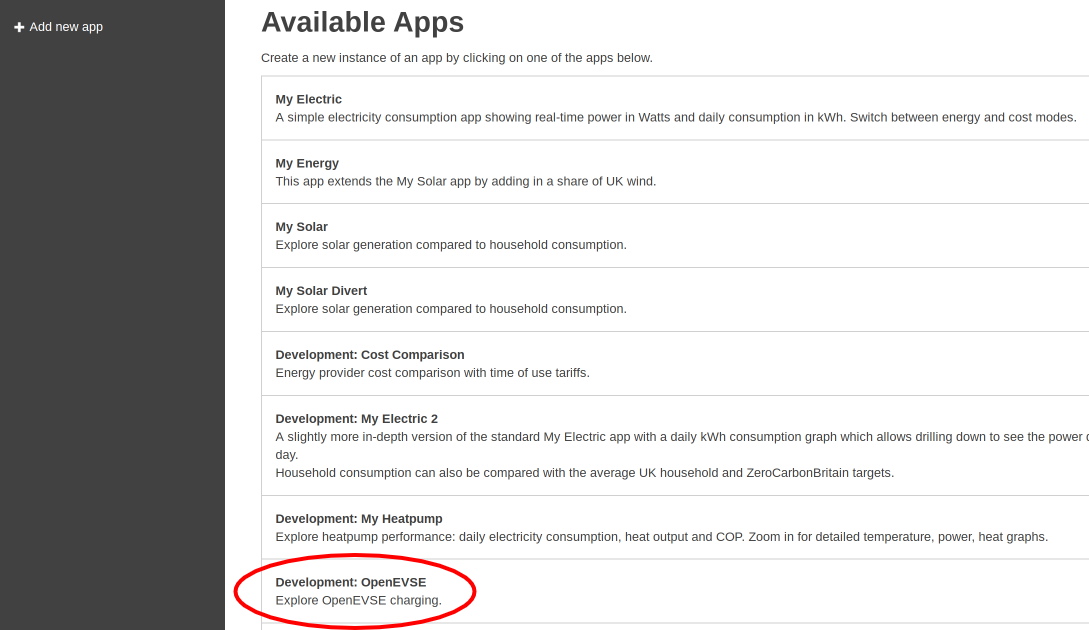 Add new app
Available Apps
Create a new instance of an app by clicking on one of the apps below.
My Electric
A simple electricity consumption app showing real-time power in Watts and daily consumption in kWh. Switch between energy and cost modes.
My Energy
This app extends the My Solar app by adding in a share of UK wind.
My Solar
Explore solar generation compared to household consumption.
My Solar Divert
Explore solar generation compared to household consumption.
Development: Cost Comparison
Energy provider cost comparison with time of use tariffs.
Development: My Electric 2
A slightly more in-depth version of the standard My Electric app with a daily kWh consumption graph which allows drilling down to see the power
day.
Household consumption can also be compared with the average UK household and ZeroCarbonBritain targets.
Development: My Heatpump
Explore heatpump performance: daily electricity consumption, heat output and COP. Zoom in for detailed temperature, power, heat graphs.
Development: OpenEVSE
Explore OpenEVSE charging.